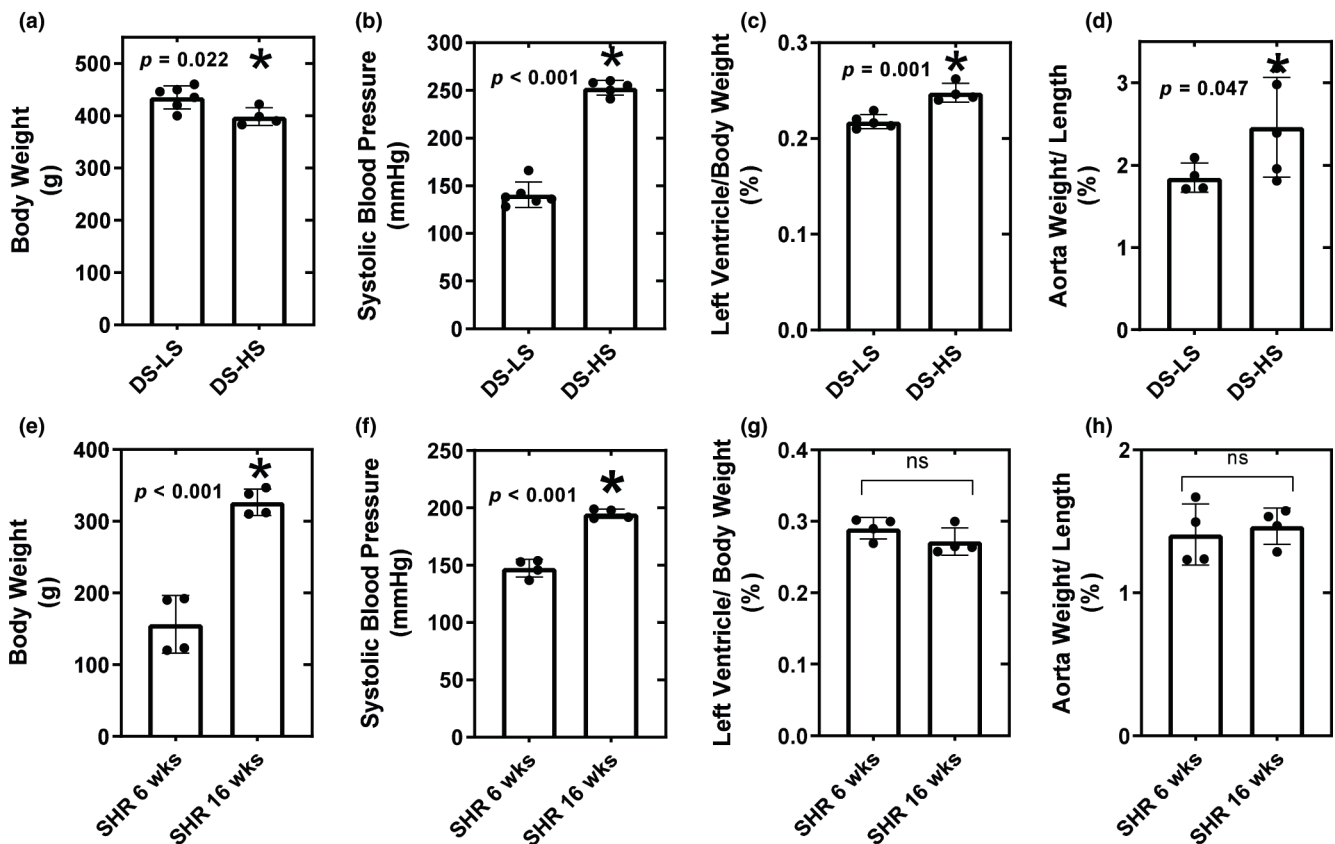 (a)
Body Weight
(g)
500
400
300
200
100
0
p = 0.022
*
DS-LS
DS-HS
(b)
Systolic Blood Pressure
(mmHg)
300
250
200
150
100
50
0
p < 0.001
*
DS-LS
DS-HS
(c)
Left Ventricle/Body Weight
(%)
0.3
0.2
0.1
0.0
p = 0.001
*
DS-LS
DS-HS
(d)
Aorta Weight/ Length
(%)
3
2
1
0
p = 0.047
*
DS-LS
DS-HS
(e)
Body Weight
(g)
400
300
200
100
0
p < 0.001
*
SHR 6 wks
SHR 16 wks
(f)
Systolic Blood Pressure
(mmHg)
250
200
150
100
50
0
p < 0.001
*
SHR 6 wks
SHR 16 wks
(g)
Left Ventricle/ Body Weight
(%)
0.4
0.3
0.2
0.1
0.0
ns
SHR 6 wks
SHR 16 wks
(h)
Aorta Weight/ Length
(%)
2
1
0
ns
SHR 6 wks
SHR 16 wks